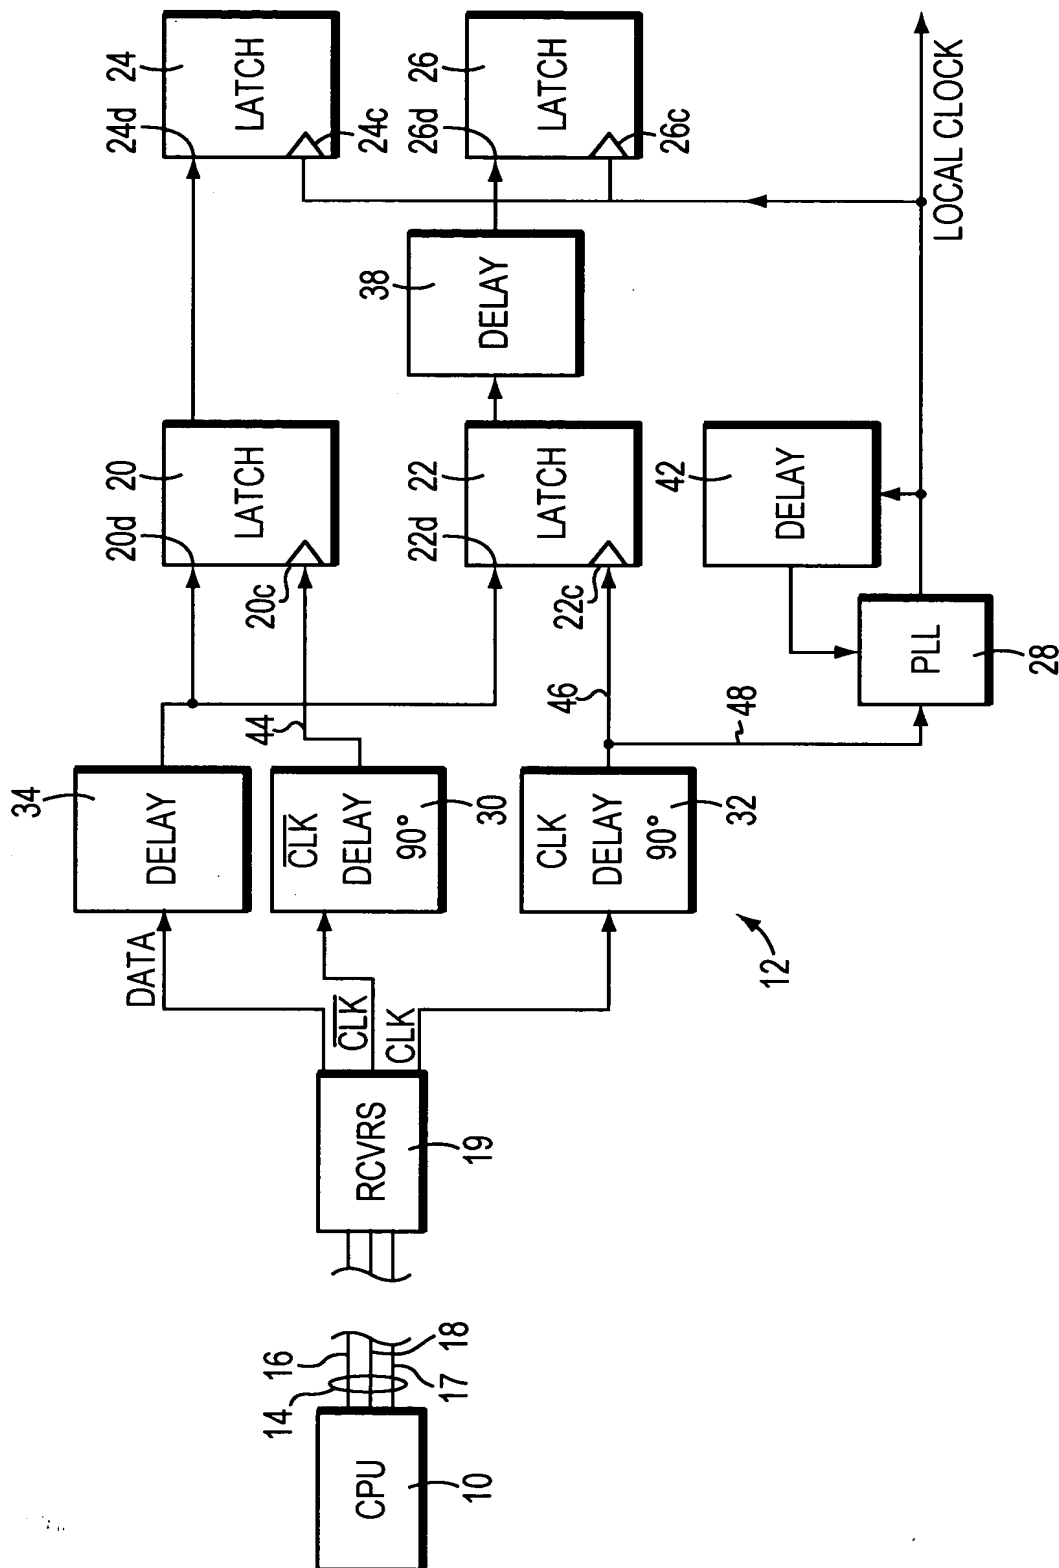 CPU
10
14
16
18
17
RCVRS
19
DATA
C̅L̅K̅
CLK
12
34
DELAY
C̅L̅K̅
DELAY
90°
30
CLK
DELAY
90°
32
44
46
48
20d
20
LATCH
20c
22d
22
LATCH
22c
42
DELAY
PLL
28
38
DELAY
24d
24
LATCH
24c
26d
26
LATCH
26c
LOCAL CLOCK